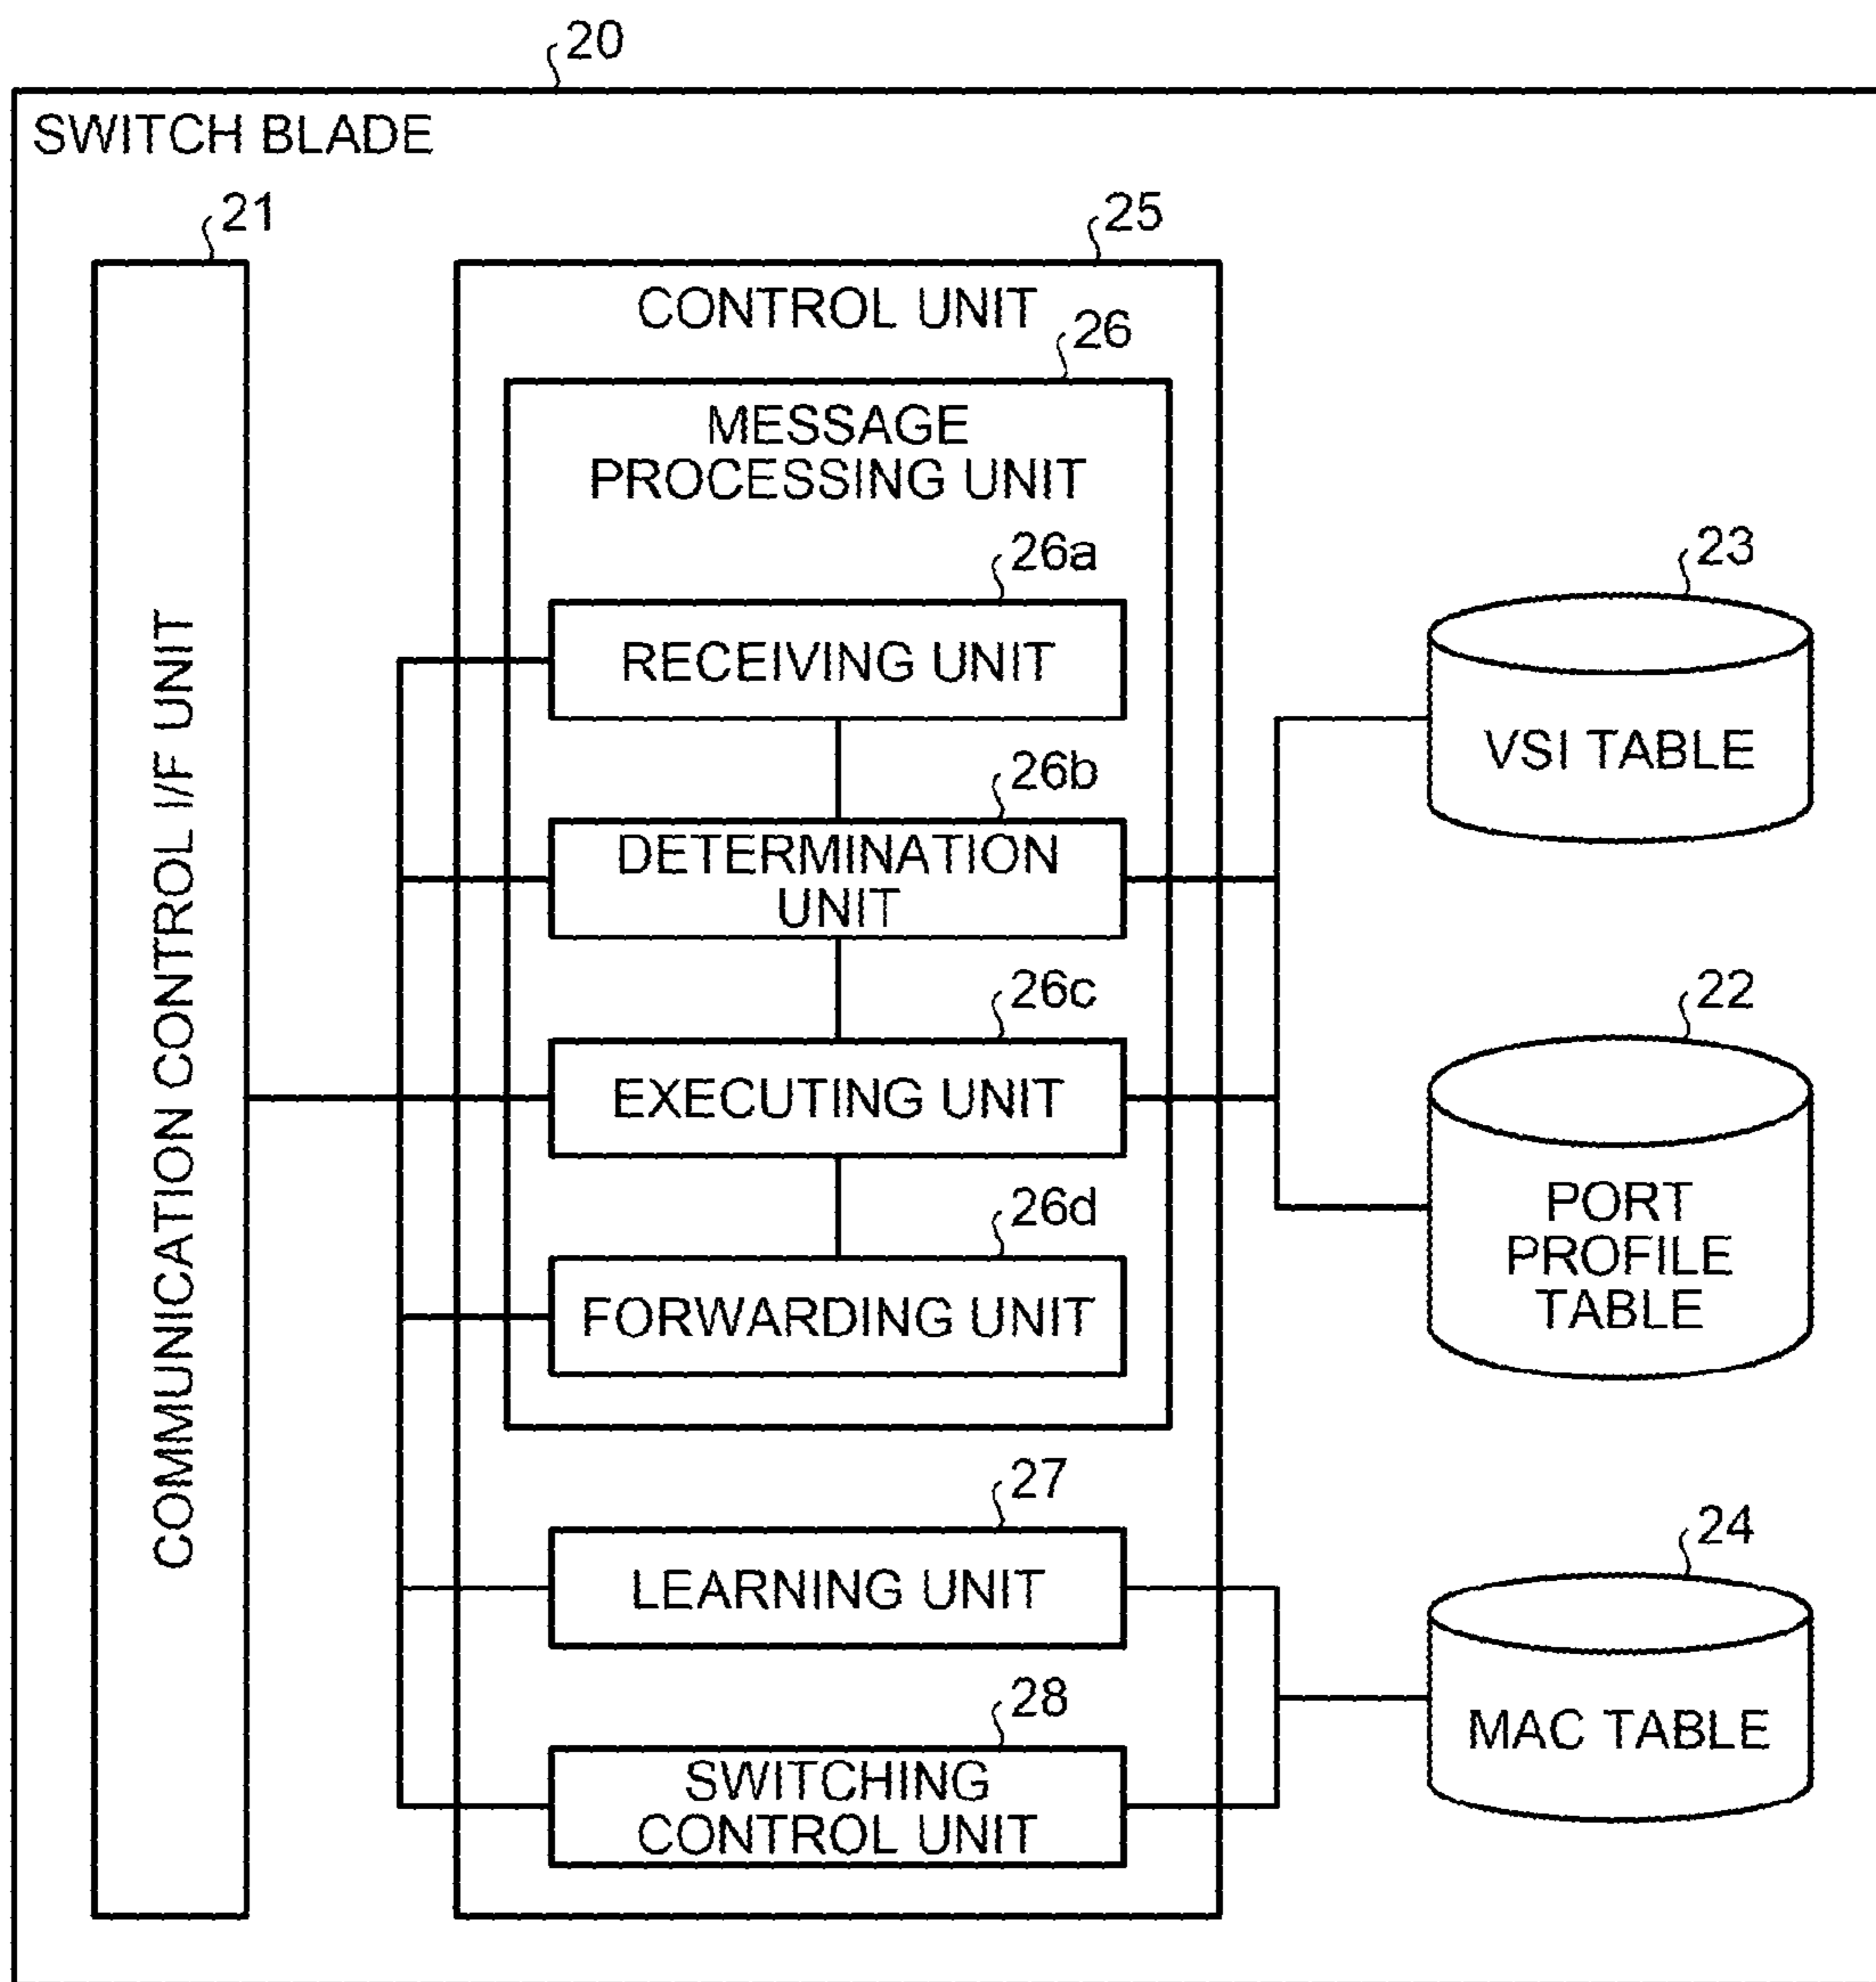 20
SWITCH BLADE
21
COMMUNICATION CONTROL I/F UNIT
25
CONTROL UNIT
26
MESSAGE
PROCESSING UNIT
26a
RECEIVING UNIT
26b
DETERMINATION
UNIT
26c
EXECUTING UNIT
26d
FORWARDING UNIT
27
LEARNING UNIT
28
SWITCHING
CONTROL UNIT
23
VSI TABLE
22
PORT
PROFILE
TABLE
24
MAC TABLE